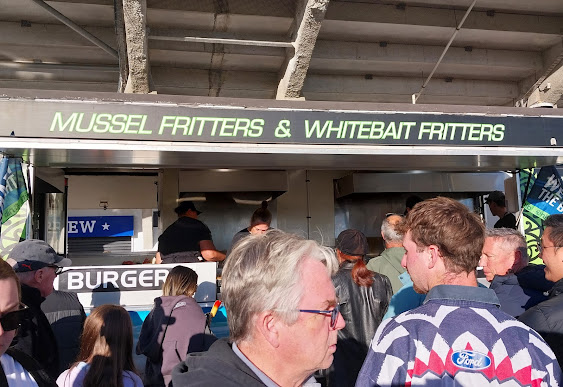 MUSSEL FRITTERS & WHITEBAIT FRITTERS
EW ★
BURGER
Ford